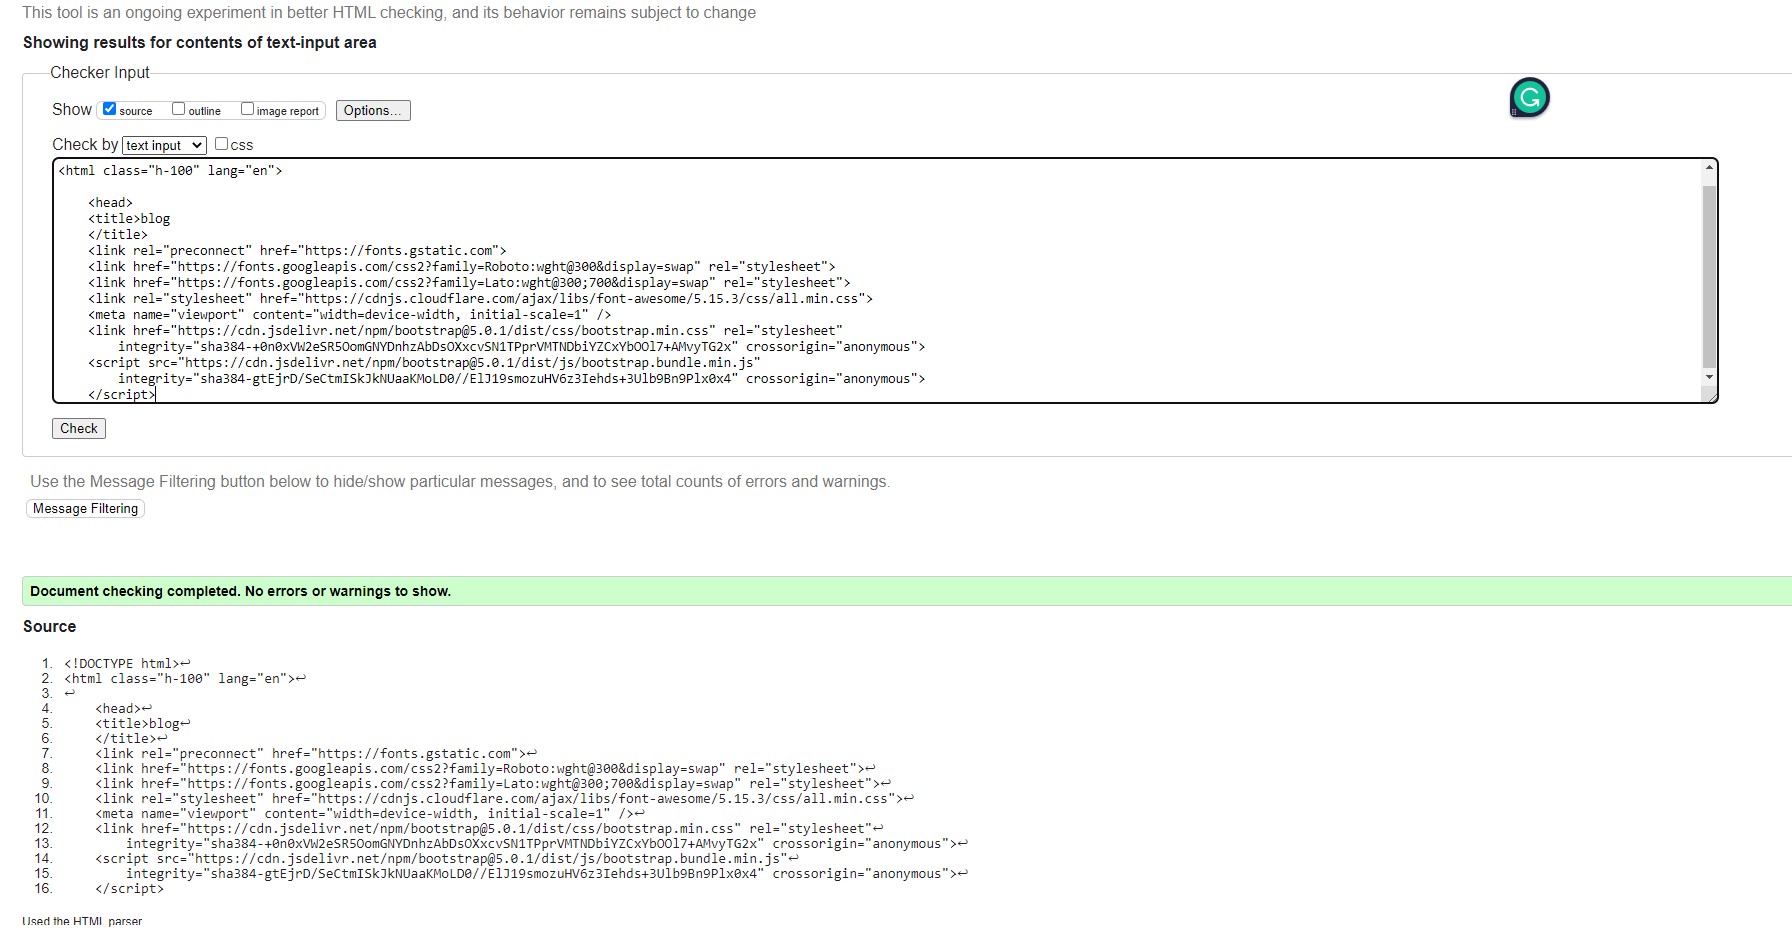 This tool is an ongoing experiment in better HTML checking, and its behavior remains subject to change
Showing results for contents of text-input area
Checker Input
Show source outline image report Options...
Check by text input css
<html class="h-100" lang="en">
<head>
<title>blog
</title>
<link rel="preconnect" href="https://fonts.gstatic.com">
<link href="https://fonts.googleapis.com/css2?family=Roboto:wght@300&display=swap" rel="stylesheet">
<link href="https://fonts.googleapis.com/css2?family=Lato:wght@300;700&display=swap" rel="stylesheet">
<link rel="stylesheet" href="https://cdnjs.cloudflare.com/ajax/libs/font-awesome/5.15.3/css/all.min.css">
<meta name="viewport" content="width=device-width, initial-scale=1" />
<link href="https://cdn.jsdelivr.net/npm/bootstrap@5.0.1/dist/css/bootstrap.min.css" rel="stylesheet"
integrity="sha384-+0n0xVW2eSR5OomGNYDnhzAbDsOXxcvSN1TPprVMTNDbiYZCxYbOOl7+AMvyTG2x" crossorigin="anonymous">
<script src="https://cdn.jsdelivr.net/npm/bootstrap@5.0.1/dist/js/bootstrap.bundle.min.js"
integrity="sha384-gtEjrD/SeCtmISkJkNUaaKMoLD0//ElJ19smozuHV6z3Iehds+3Ulb9Bn9Plx0x4" crossorigin="anonymous">
</script>
Check
Use the Message Filtering button below to hide/show particular messages, and to see total counts of errors and warnings.
Message Filtering
Document checking completed. No errors or warnings to show.
Source
1. <!DOCTYPE html>↩
2. <html class="h-100" lang="en">↩
3. ↩
4. <head>↩
5. <title>blog↩
6. </title>↩
7. <link rel="preconnect" href="https://fonts.gstatic.com">↩
8. <link href="https://fonts.googleapis.com/css2?family=Roboto:wght@300&display=swap" rel="stylesheet">↩
9. <link href="https://fonts.googleapis.com/css2?family=Lato:wght@300;700&display=swap" rel="stylesheet">↩
10. <link rel="stylesheet" href="https://cdnjs.cloudflare.com/ajax/libs/font-awesome/5.15.3/css/all.min.css">↩
11. <meta name="viewport" content="width=device-width, initial-scale=1" />↩
12. <link href="https://cdn.jsdelivr.net/npm/bootstrap@5.0.1/dist/css/bootstrap.min.css" rel="stylesheet"↩
13. integrity="sha384-+0n0xVW2eSR5OomGNYDnhzAbDsOXxcvSN1TPprVMTNDbiYZCxYbOOl7+AMvyTG2x" crossorigin="anonymous">↩
14. <script src="https://cdn.jsdelivr.net/npm/bootstrap@5.0.1/dist/js/bootstrap.bundle.min.js"↩
15. integrity="sha384-gtEjrD/SeCtmISkJkNUaaKMoLD0//ElJ19smozuHV6z3Iehds+3Ulb9Bn9Plx0x4" crossorigin="anonymous">↩
16. </script>
Used the HTML parser